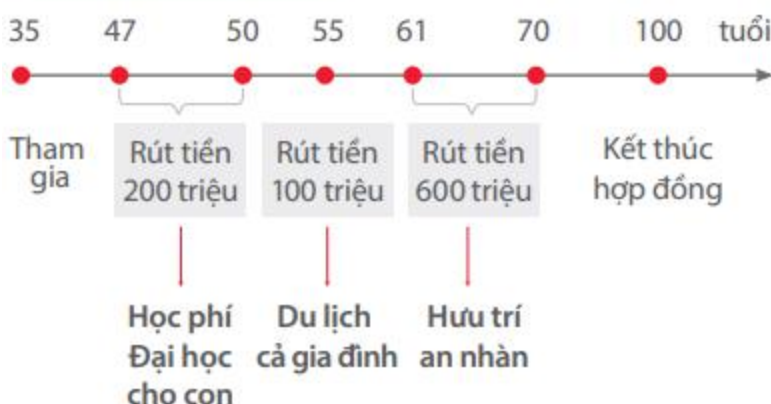 35 47 50 55 61 70 100 tuổi
Tham
gia
Rút tiền
200 triệu
Rút tiền
100 triệu
Rút tiền
600 triệu
Kết thúc
hợp đồng
Học phí
Đại học
cho con
Du lịch
cả gia đình
Hưu trí
an nhàn